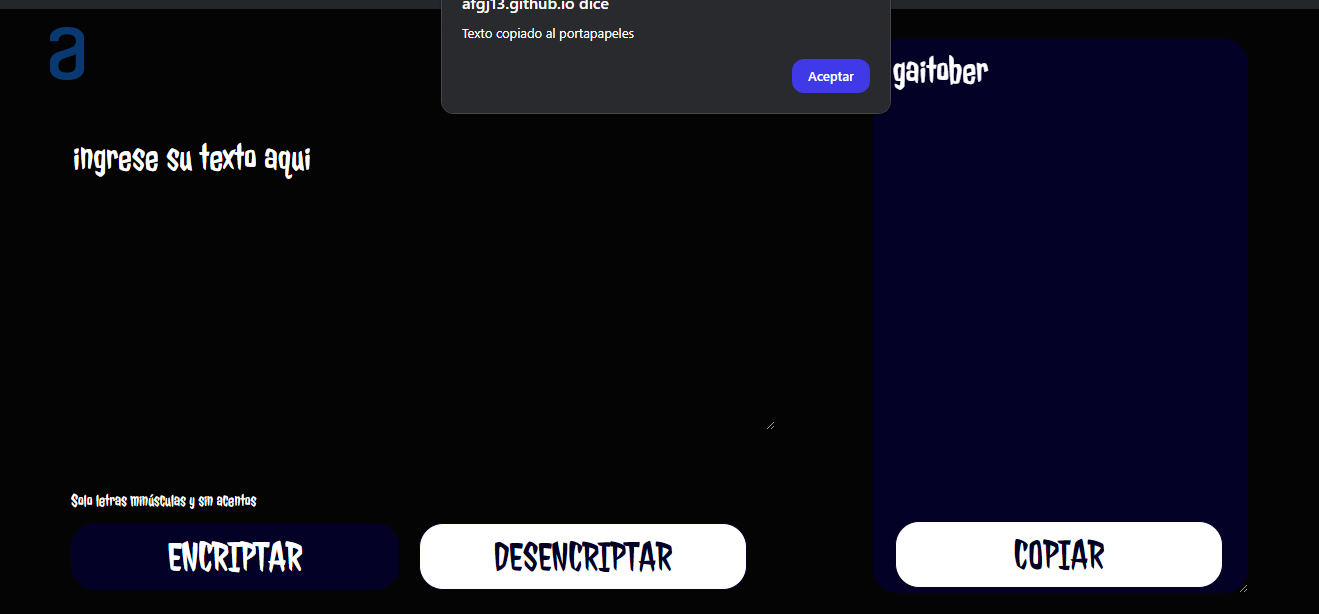 afgj13.github.io dice
Texto copiado al portapapeles
Aceptar
a
ingrese su texto aqui
gaitober
Solo letras minúsculas y sin acentos
ENCRIPTAR
DESENCRIPTAR
COPIAR